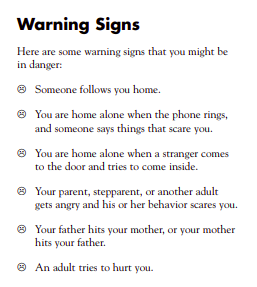 Warning Signs
Here are some warning signs that you might be
in danger:
☹ Someone follows you home.
☹ You are home alone when the phone rings,
and someone says things that scare you.
☹ You are home alone when a stranger comes
to the door and tries to come inside.
☹ Your parent, stepparent, or another adult
gets angry and his or her behavior scares you.
☹ Your father hits your mother, or your mother
hits your father.
☹ An adult tries to hurt you.